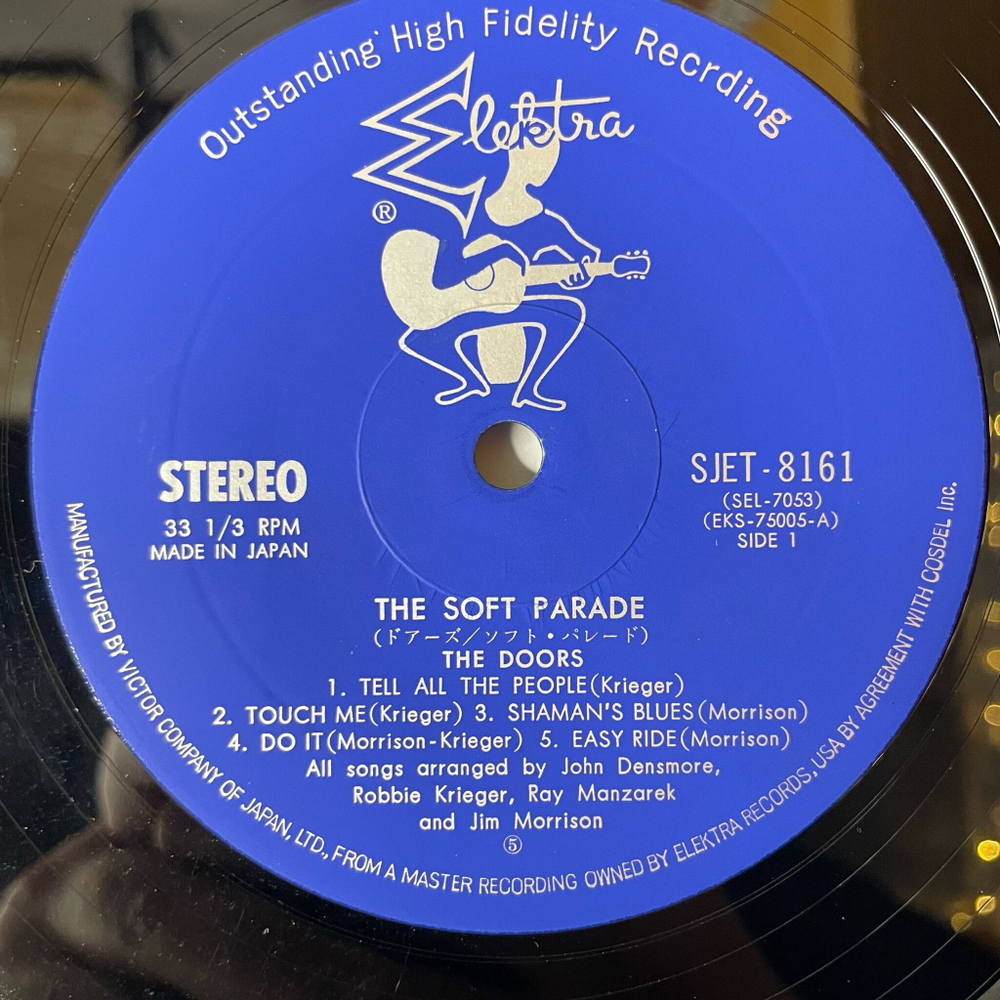 Outstanding High Fidelity Recrding
Elektra
®
STEREO
33 1/3 RPM
MADE IN JAPAN
SJET-8161
(SEL-7053)
(EKS-75005-A)
SIDE 1
THE SOFT PARADE
(ドアーズ/ソフト・パレード)
THE DOORS
1. TELL ALL THE PEOPLE(Krieger)
2. TOUCH ME(Krieger) 3. SHAMAN'S BLUES(Morrison)
4. DO IT(Morrison-Krieger) 5. EASY RIDE(Morrison)
All songs arranged by John Densmore,
Robbie Krieger, Ray Manzarek
and Jim Morrison
⑤
MANUFACTURED BY VICTOR COMPANY OF JAPAN, LTD., FROM A MASTER RECORDING OWNED BY ELEKTRA RECORDS, USA BY AGREEMENT WITH COSDEL Inc.